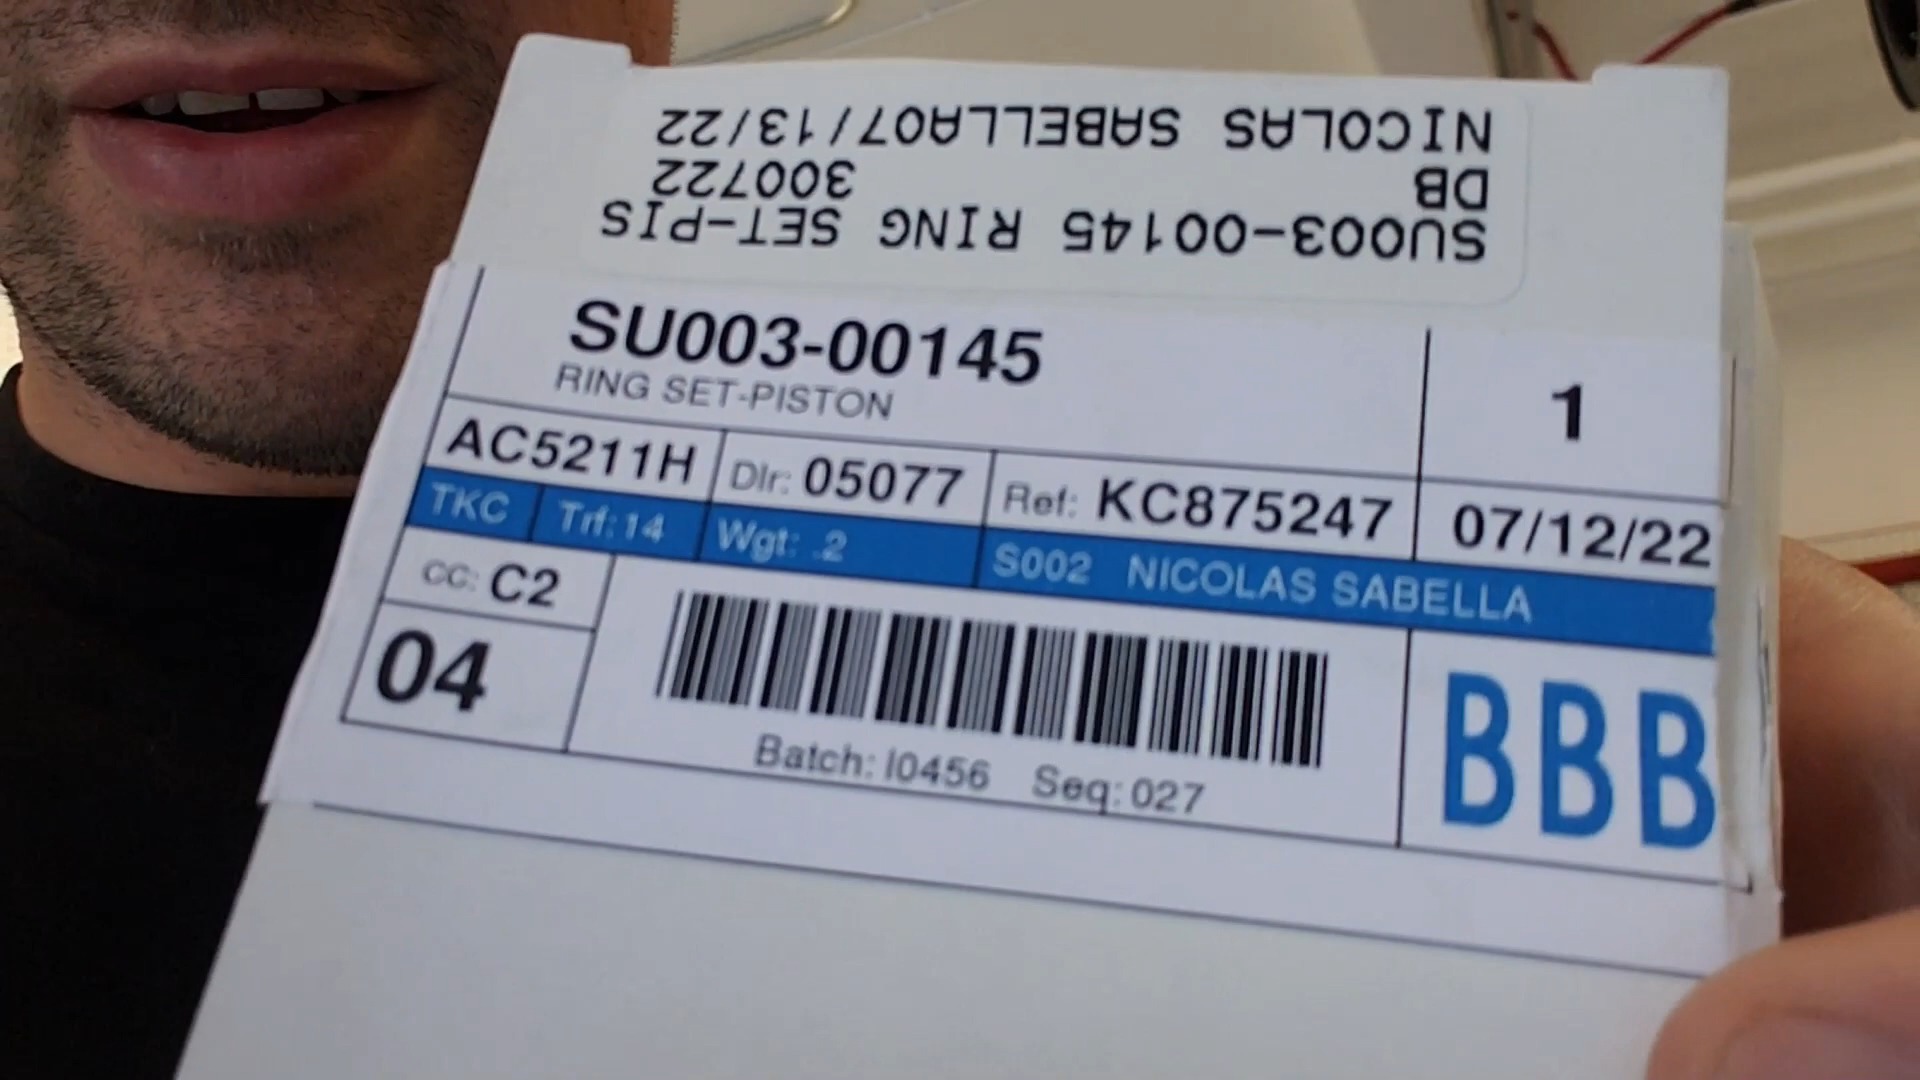 NICOLAS SABELLA07/13/22
DB 300722
SU003-00145 RING SET-PIS
SU003-00145
RING SET-PISTON
1
AC5211H Dlr: 05077 Ref: KC875247 07/12/22
TKC Trf: 14 Wgt: .2 S002 NICOLAS SABELLA
CC: C2
04
BBB
Batch: I0456 Seq: 027